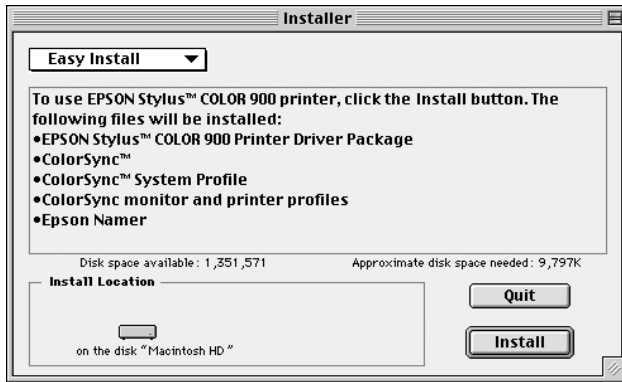 Installer
Easy Install
To use EPSON Stylus™ COLOR 900 printer, click the Install button. The
following files will be installed:
•EPSON Stylus™ COLOR 900 Printer Driver Package
•ColorSync™
•ColorSync™ System Profile
•ColorSync monitor and printer profiles
•Epson Namer
Disk space available: 1,351,571 Approximate disk space needed: 9,797K
Install Location
on the disk "Macintosh HD"
Quit
Install